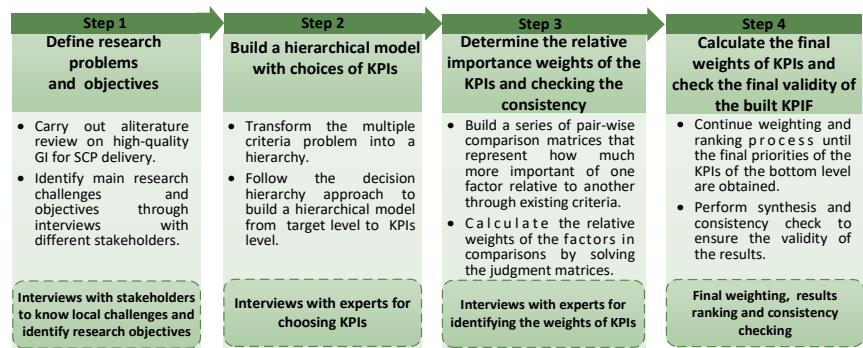 Step 1
Define research
problems
and objectives
• Carry out aliterature
review on high-quality
GI for SCP delivery.
• Identify main research
challenges and
objectives through
interviews with
different stakeholders.
Interviews with stakeholders
to know local challenges and
identify research objectives
Step 2
Build a hierarchical model
with choices of KPIs
• Transform the multiple
criteria problem into a
hierarchy.
• Follow the decision
hierarchy approach to
build a hierarchical model
from target level to KPIs
level.
Interviews with experts for
choosing KPIs
Step 3
Determine the relative
importance weights of the
KPIs and checking the
consistency
• Build a series of pair-wise
comparison matrices that
represent how much
more important of one
factor relative to another
through existing criteria.
• Calculate the relative
weights of the factors in
comparisons by solving
the judgment matrices.
Interviews with experts for
identifying the weights of KPIs
Step 4
Calculate the final
weights of KPIs and
check the final validity of
the built KPIF
• Continue weighting and
ranking process until
the final priorities of the
KPIs of the bottom level
are obtained.
• Perform synthesis and
consistency check to
ensure the validity of
the results.
Final weighting, results
ranking and consistency
checking